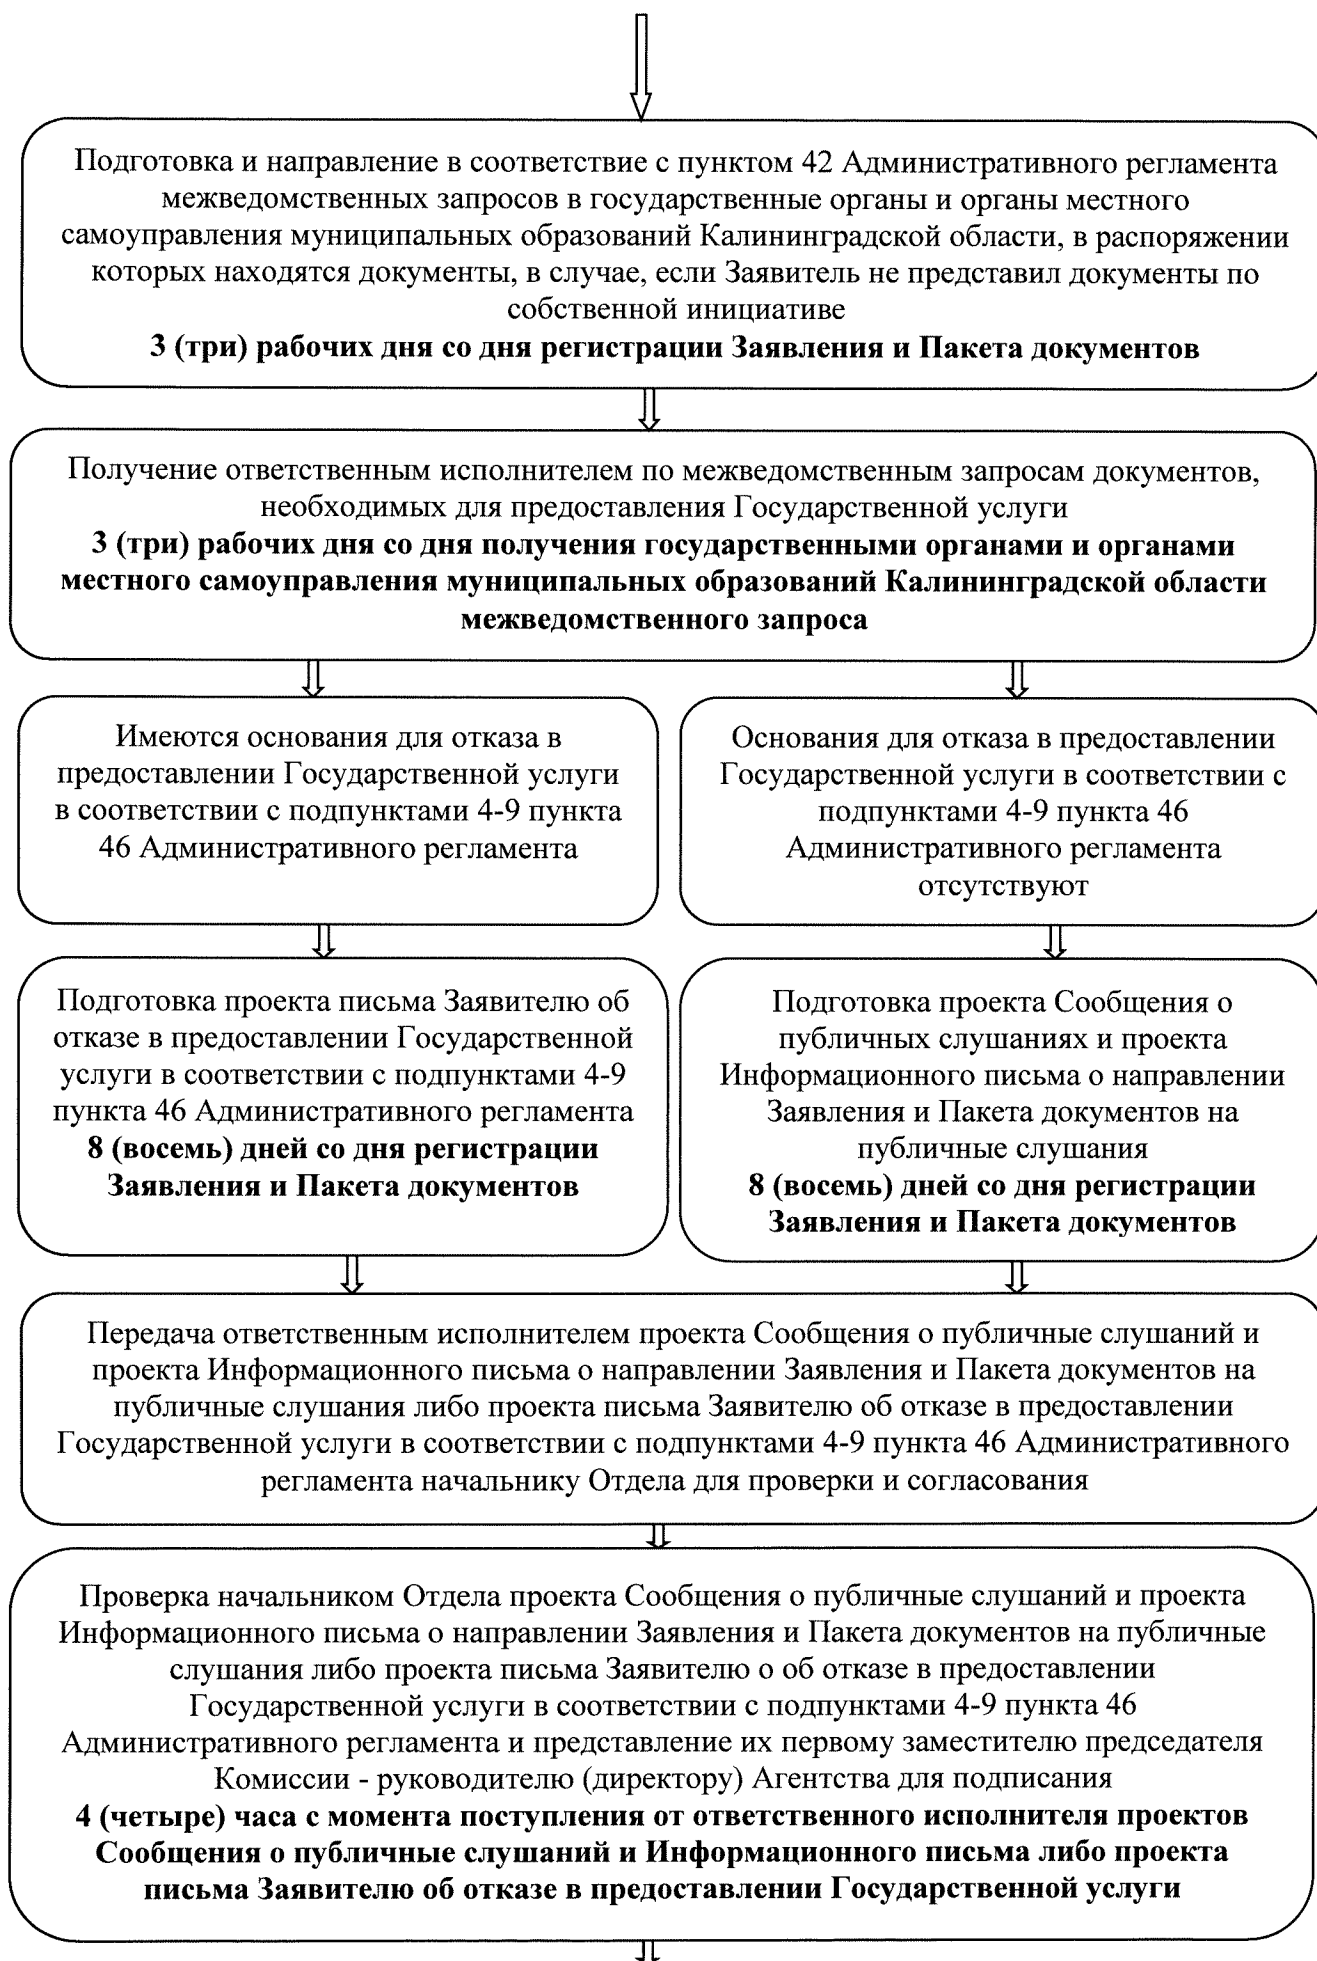 Подготовка и направление в соответствие с пунктом 42 Административного регламента
межведомственных запросов в государственные органы и органы местного
самоуправления муниципальных образований Калининградской области, в распоряжении
которых находятся документы, в случае, если Заявитель не представил документы по
собственной инициативе
3 (три) рабочих дня со дня регистрации Заявления и Пакета документов
Получение ответственным исполнителем по межведомственным запросам документов,
необходимых для предоставления Государственной услуги
3 (три) рабочих дня со дня получения государственными органами и органами
местного самоуправления муниципальных образований Калининградской области
межведомственного запроса
Имеются основания для отказа в
предоставлении Государственной услуги
в соответствии с подпунктами 4-9 пункта
46 Административного регламента
Основания для отказа в предоставлении
Государственной услуги в соответствии с
подпунктами 4-9 пункта 46
Административного регламента
отсутствуют
Подготовка проекта письма Заявителю об
отказе в предоставлении Государственной
услуги в соответствии с подпунктами 4-9
пункта 46 Административного регламента
8 (восемь) дней со дня регистрации
Заявления и Пакета документов
Подготовка проекта Сообщения о
публичных слушаниях и проекта
Информационного письма о направлении
Заявления и Пакета документов на
публичные слушания
8 (восемь) дней со дня регистрации
Заявления и Пакета документов
Передача ответственным исполнителем проекта Сообщения о публичные слушаний и
проекта Информационного письма о направлении Заявления и Пакета документов на
публичные слушания либо проекта письма Заявителю об отказе в предоставлении
Государственной услуги в соответствии с подпунктами 4-9 пункта 46 Административного
регламента начальнику Отдела для проверки и согласования
Проверка начальником Отдела проекта Сообщения о публичные слушаний и проекта
Информационного письма о направлении Заявления и Пакета документов на публичные
слушания либо проекта письма Заявителю о об отказе в предоставлении
Государственной услуги в соответствии с подпунктами 4-9 пункта 46
Административного регламента и представление их первому заместителю председателя
Комиссии - руководителю (директору) Агентства для подписания
4 (четыре) часа с момента поступления от ответственного исполнителя проектов
Сообщения о публичные слушаний и Информационного письма либо проекта
письма Заявителю об отказе в предоставлении Государственной услуги